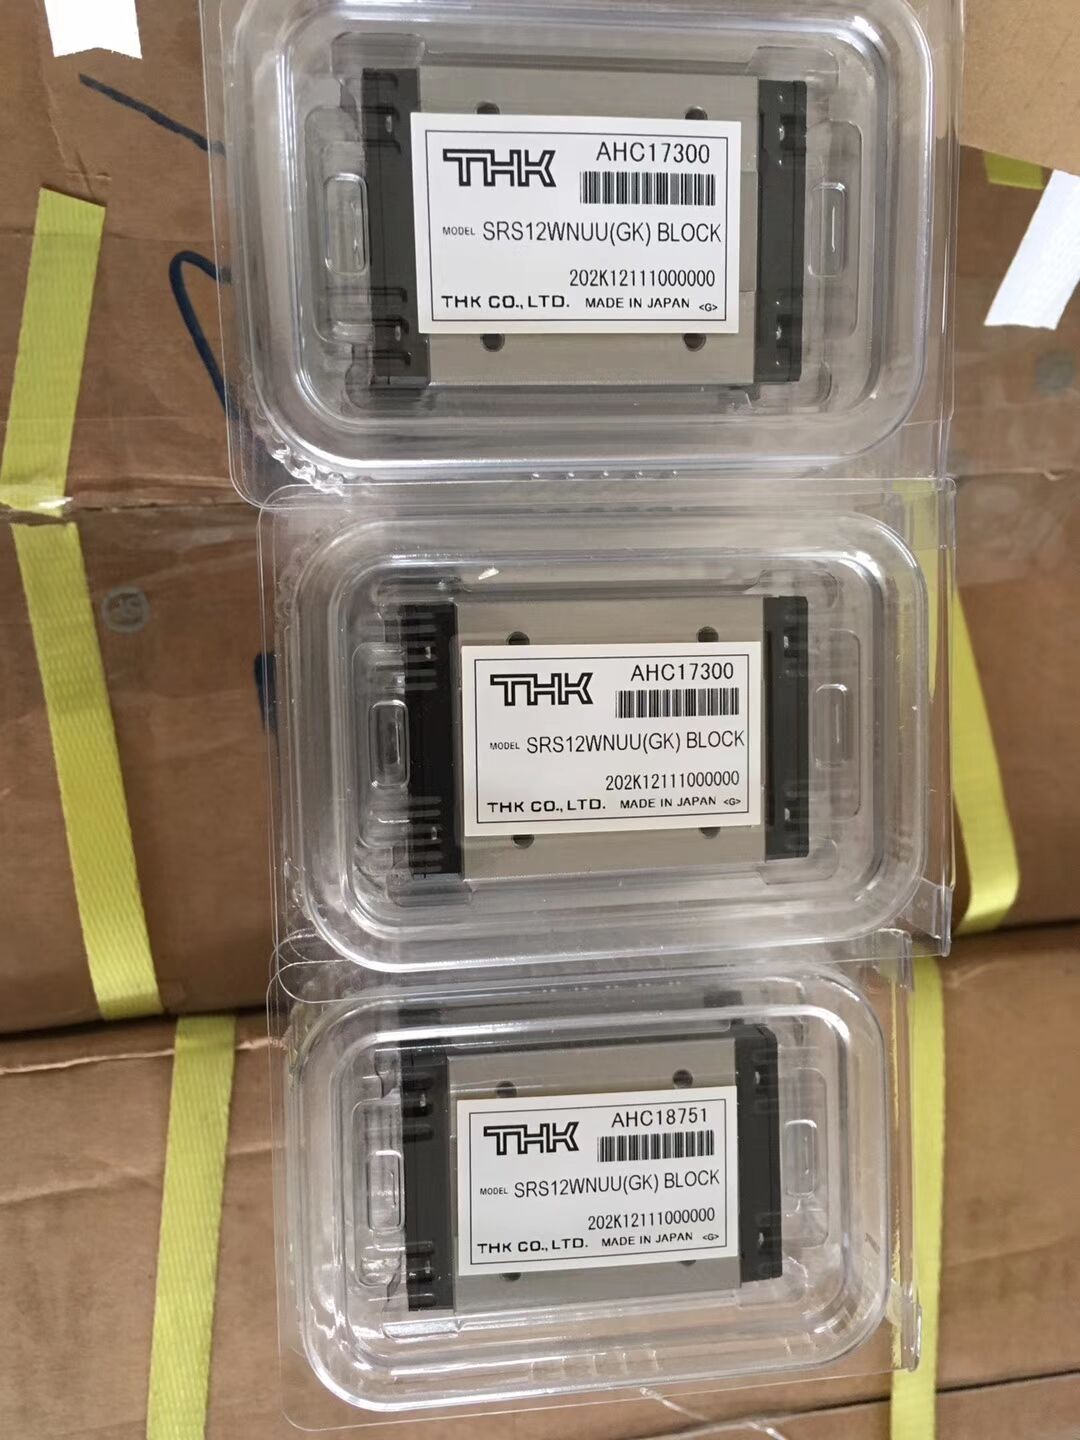 THK AHC17300
MODEL SRS12WNUU(GK) BLOCK
202K12111000000
THK CO.,LTD. MADE IN JAPAN <G>
THK AHC17300
MODEL SRS12WNUU(GK) BLOCK
202K12111000000
THK CO.,LTD. MADE IN JAPAN <G>
THK AHC18751
MODEL SRS12WNUU(GK) BLOCK
202K12111000000
THK CO.,LTD. MADE IN JAPAN <G>